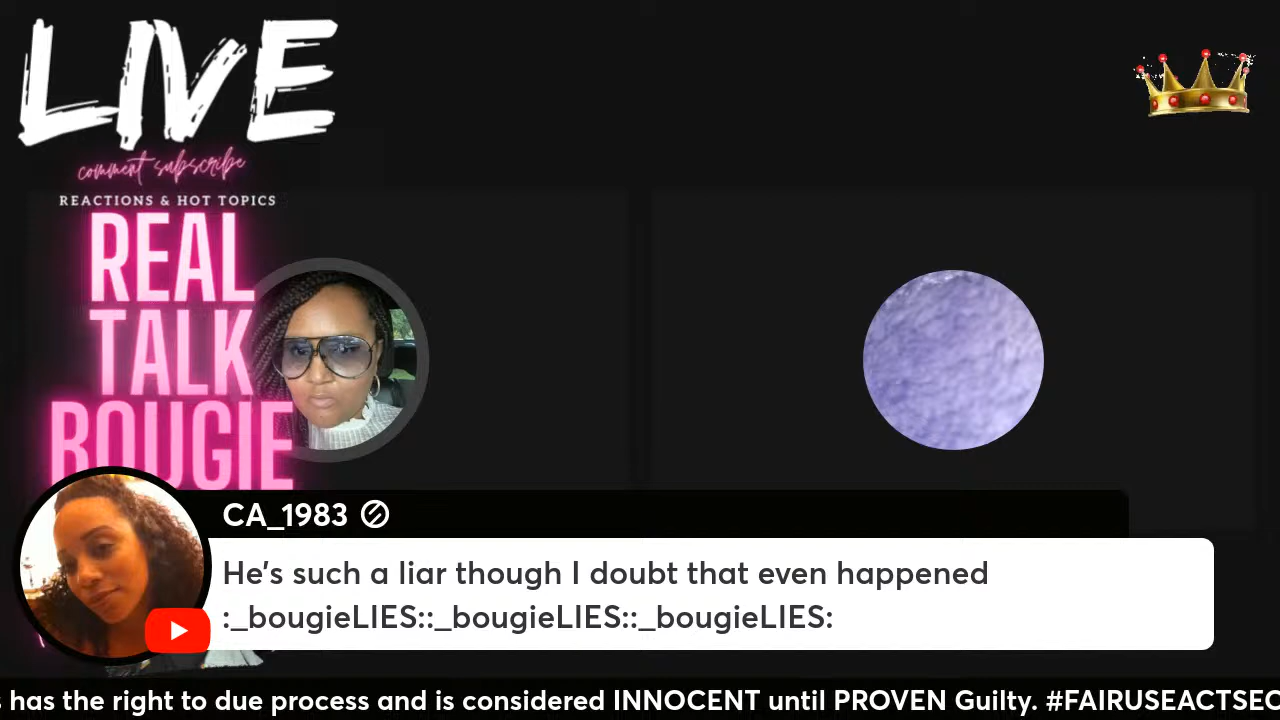 LIVE
comment subscribe
REACTIONS & HOT TOPICS
REAL
TALK
BOUGIE
CA_1983
He's such a liar though I doubt that even happened
:_bougieLIES::_bougieLIES::_bougieLIES:
s has the right to due process and is considered INNOCENT until PROVEN Guilty. #FAIRUSEACTSEC